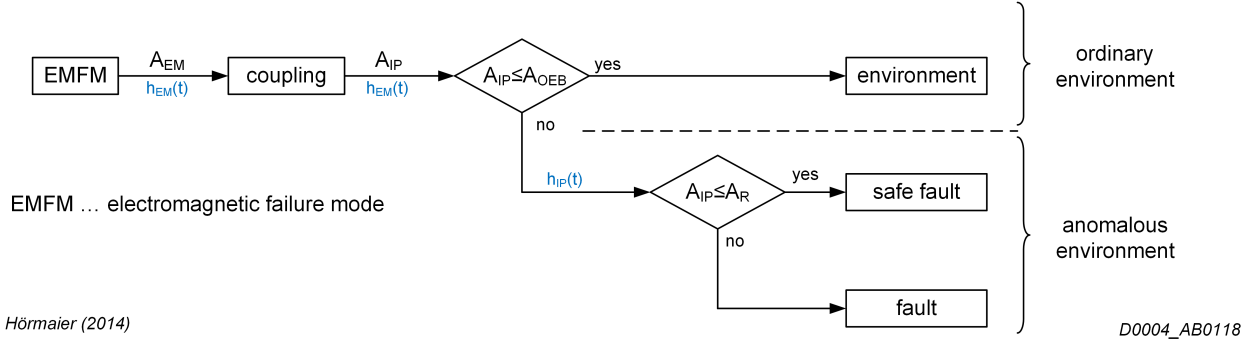 EMFM
A_EM
h_EM(t)
coupling
A_IP
h_EM(t)
A_IP≤A_OEB
yes
environment
ordinary
environment
no
h_IP(t)
A_IP≤A_R
yes
safe fault
EMFM … electromagnetic failure mode
no
anomalous
environment
fault
Hörmaier (2014)
D0004_AB0118